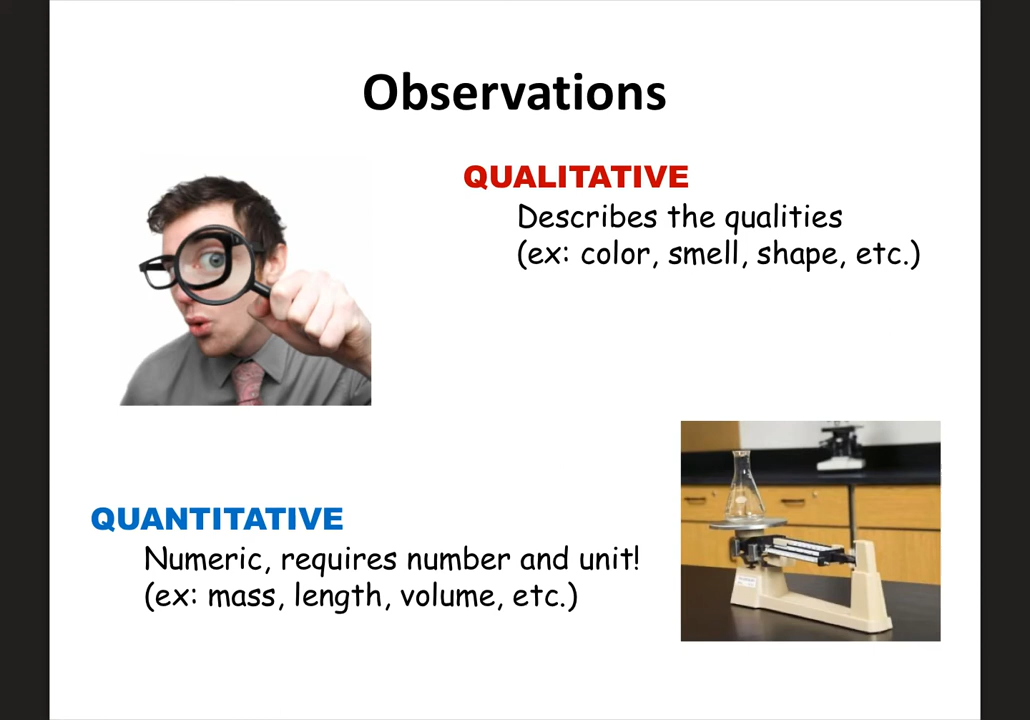 Observations
QUALITATIVE
Describes the qualities
(ex: color, smell, shape, etc.)
QUANTITATIVE
Numeric, requires number and unit!
(ex: mass, length, volume, etc.)